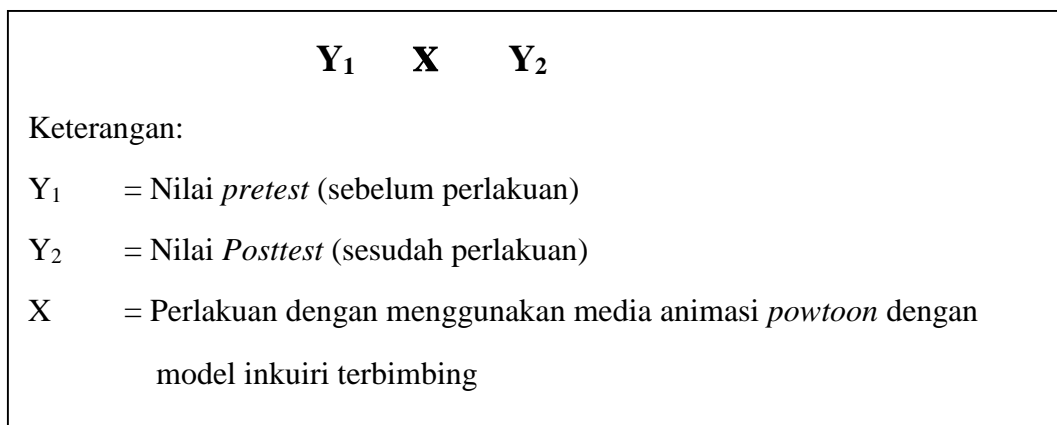 Y₁ X Y₂
Keterangan:
Y₁ = Nilai pretest (sebelum perlakuan)
Y₂ = Nilai Posttest (sesudah perlakuan)
X = Perlakuan dengan menggunakan media animasi powtoon dengan
model inkuiri terbimbing